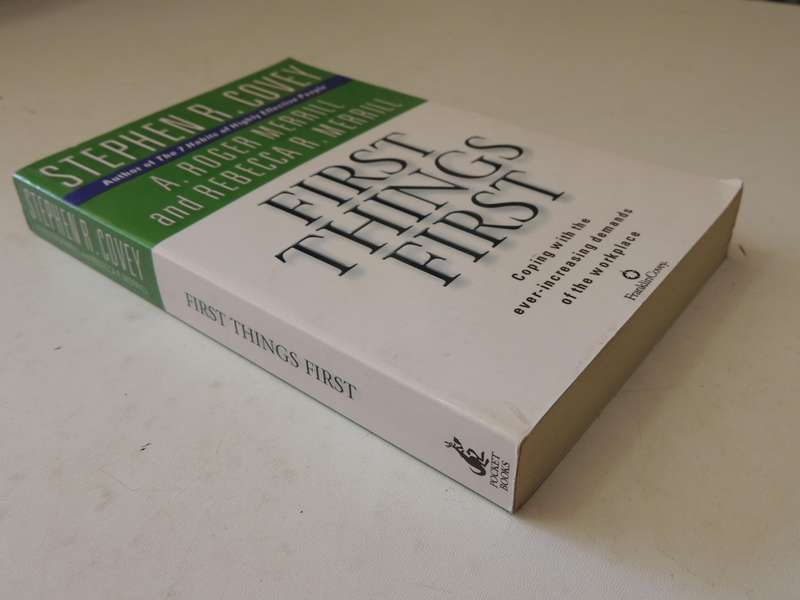 STEPHEN R. COVEY
Author of The 7 Habits of Highly Effective People
A. ROGER MERRILL
and REBECCA R. MERRILL
FIRST
THINGS
FIRST
Coping with the
ever-increasing demands
of the workplace
FranklinCovey
STEPHEN R. COVEY
FIRST THINGS FIRST
POCKET
BOOKS